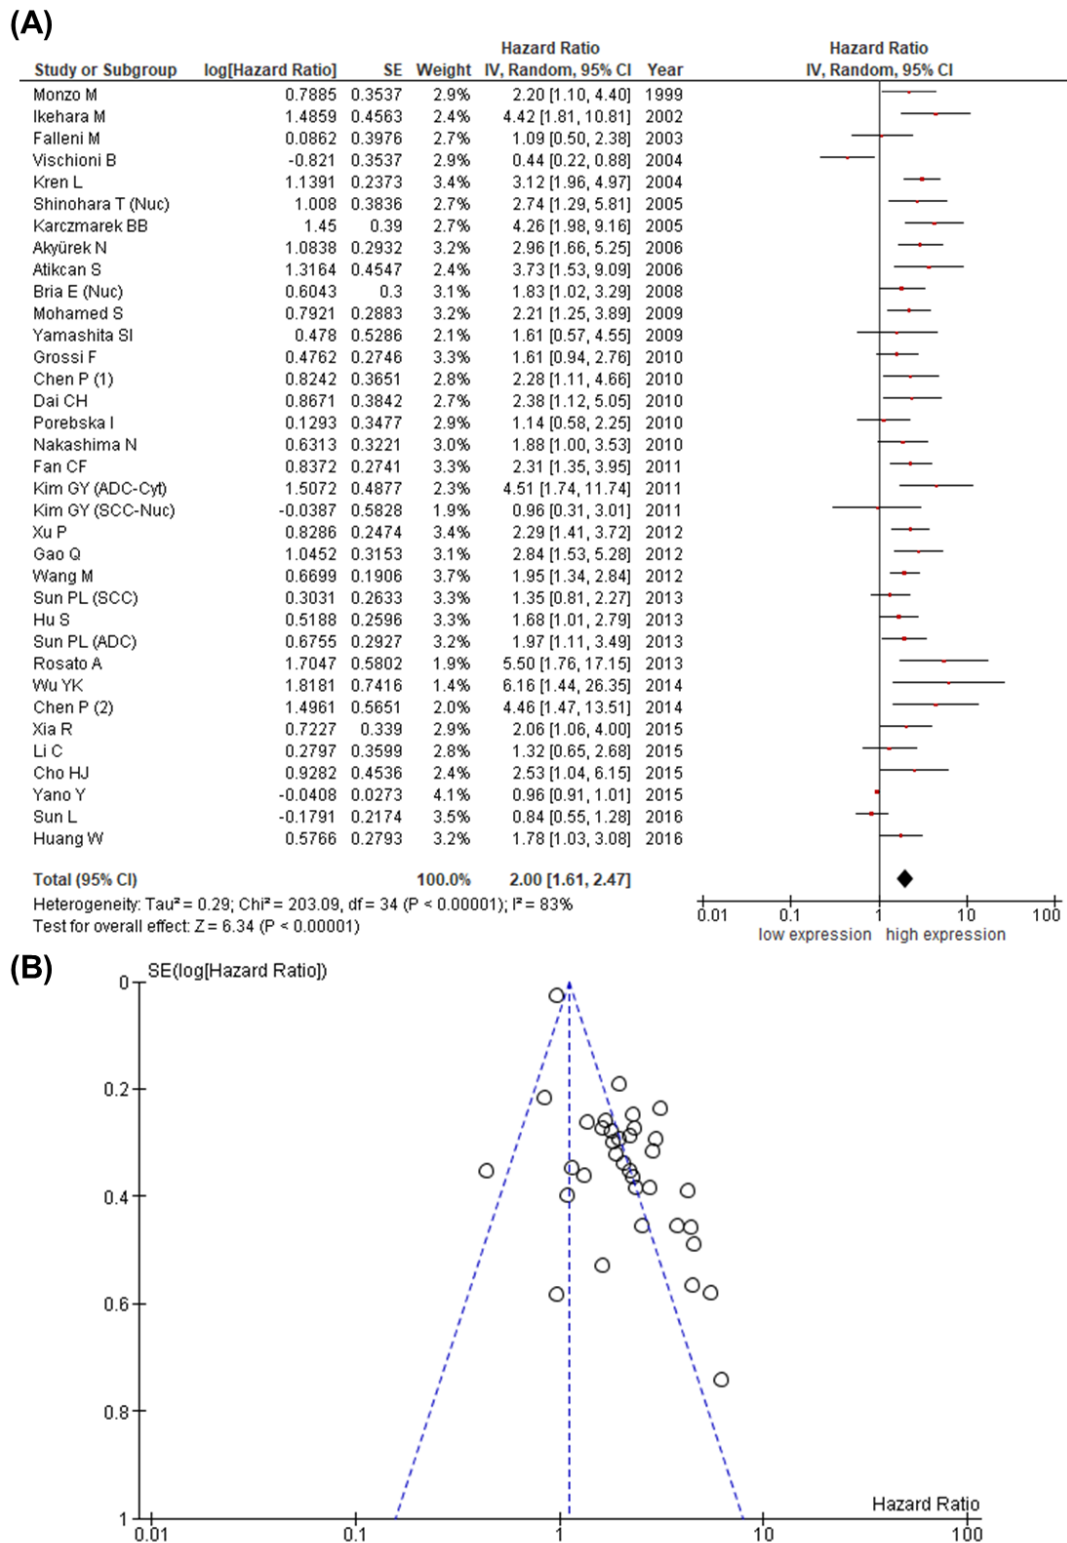 (A)
Hazard Ratio Hazard Ratio
Study or Subgroup log[Hazard Ratio] SE Weight IV, Random, 95% CI Year IV, Random, 95% CI
Monzo M 0.7885 0.3537 2.9% 2.20 [1.10, 4.40] 1999
Ikehara M 1.4859 0.4563 2.4% 4.42 [1.81, 10.81] 2002
Falleni M 0.0862 0.3976 2.7% 1.09 [0.50, 2.38] 2003
Vischioni B -0.821 0.3537 2.9% 0.44 [0.22, 0.88] 2004
Kren L 1.1391 0.2373 3.4% 3.12 [1.96, 4.97] 2004
Shinohara T (Nuc) 1.008 0.3836 2.7% 2.74 [1.29, 5.81] 2005
Karczmarek BB 1.45 0.39 2.7% 4.26 [1.98, 9.16] 2005
Akyürek N 1.0838 0.2932 3.2% 2.96 [1.66, 5.25] 2006
Atikcan S 1.3164 0.4547 2.4% 3.73 [1.53, 9.09] 2006
Bria E (Nuc) 0.6043 0.3 3.1% 1.83 [1.02, 3.29] 2008
Mohamed S 0.7921 0.2883 3.2% 2.21 [1.25, 3.89] 2009
Yamashita SI 0.478 0.5286 2.1% 1.61 [0.57, 4.55] 2009
Grossi F 0.4762 0.2746 3.3% 1.61 [0.94, 2.76] 2010
Chen P (1) 0.8242 0.3651 2.8% 2.28 [1.11, 4.66] 2010
Dai CH 0.8671 0.3842 2.7% 2.38 [1.12, 5.05] 2010
Porebska I 0.1293 0.3477 2.9% 1.14 [0.58, 2.25] 2010
Nakashima N 0.6313 0.3221 3.0% 1.88 [1.00, 3.53] 2010
Fan CF 0.8372 0.2741 3.3% 2.31 [1.35, 3.95] 2011
Kim GY (ADC-Cyt) 1.5072 0.4877 2.3% 4.51 [1.74, 11.74] 2011
Kim GY (SCC-Nuc) -0.0387 0.5828 1.9% 0.96 [0.31, 3.01] 2011
Xu P 0.8286 0.2474 3.4% 2.29 [1.41, 3.72] 2012
Gao Q 1.0452 0.3153 3.1% 2.84 [1.53, 5.28] 2012
Wang M 0.6699 0.1906 3.7% 1.95 [1.34, 2.84] 2012
Sun PL (SCC) 0.3031 0.2633 3.3% 1.35 [0.81, 2.27] 2013
Hu S 0.5188 0.2596 3.3% 1.68 [1.01, 2.79] 2013
Sun PL (ADC) 0.6755 0.2927 3.2% 1.97 [1.11, 3.49] 2013
Rosato A 1.7047 0.5802 1.9% 5.50 [1.76, 17.15] 2013
Wu YK 1.8181 0.7416 1.4% 6.16 [1.44, 26.35] 2014
Chen P (2) 1.4961 0.5651 2.0% 4.46 [1.47, 13.51] 2014
Xia R 0.7227 0.339 2.9% 2.06 [1.06, 4.00] 2015
Li C 0.2797 0.3599 2.8% 1.32 [0.65, 2.68] 2015
Cho HJ 0.9282 0.4536 2.4% 2.53 [1.04, 6.15] 2015
Yano Y -0.0408 0.0273 4.1% 0.96 [0.91, 1.01] 2015
Sun L -0.1791 0.2174 3.5% 0.84 [0.55, 1.28] 2016
Huang W 0.5766 0.2793 3.2% 1.78 [1.03, 3.08] 2016
Total (95% CI) 100.0% 2.00 [1.61, 2.47]
Heterogeneity: Tau² = 0.29; Chi² = 203.09, df = 34 (P < 0.00001); I² = 83%
Test for overall effect: Z = 6.34 (P < 0.00001)
0.01 0.1 1 10 100
low expression high expression
(B)
SE(log[Hazard Ratio])
0
0.2
0.4
0.6
0.8
1
Hazard Ratio
0.01 0.1 1 10 100